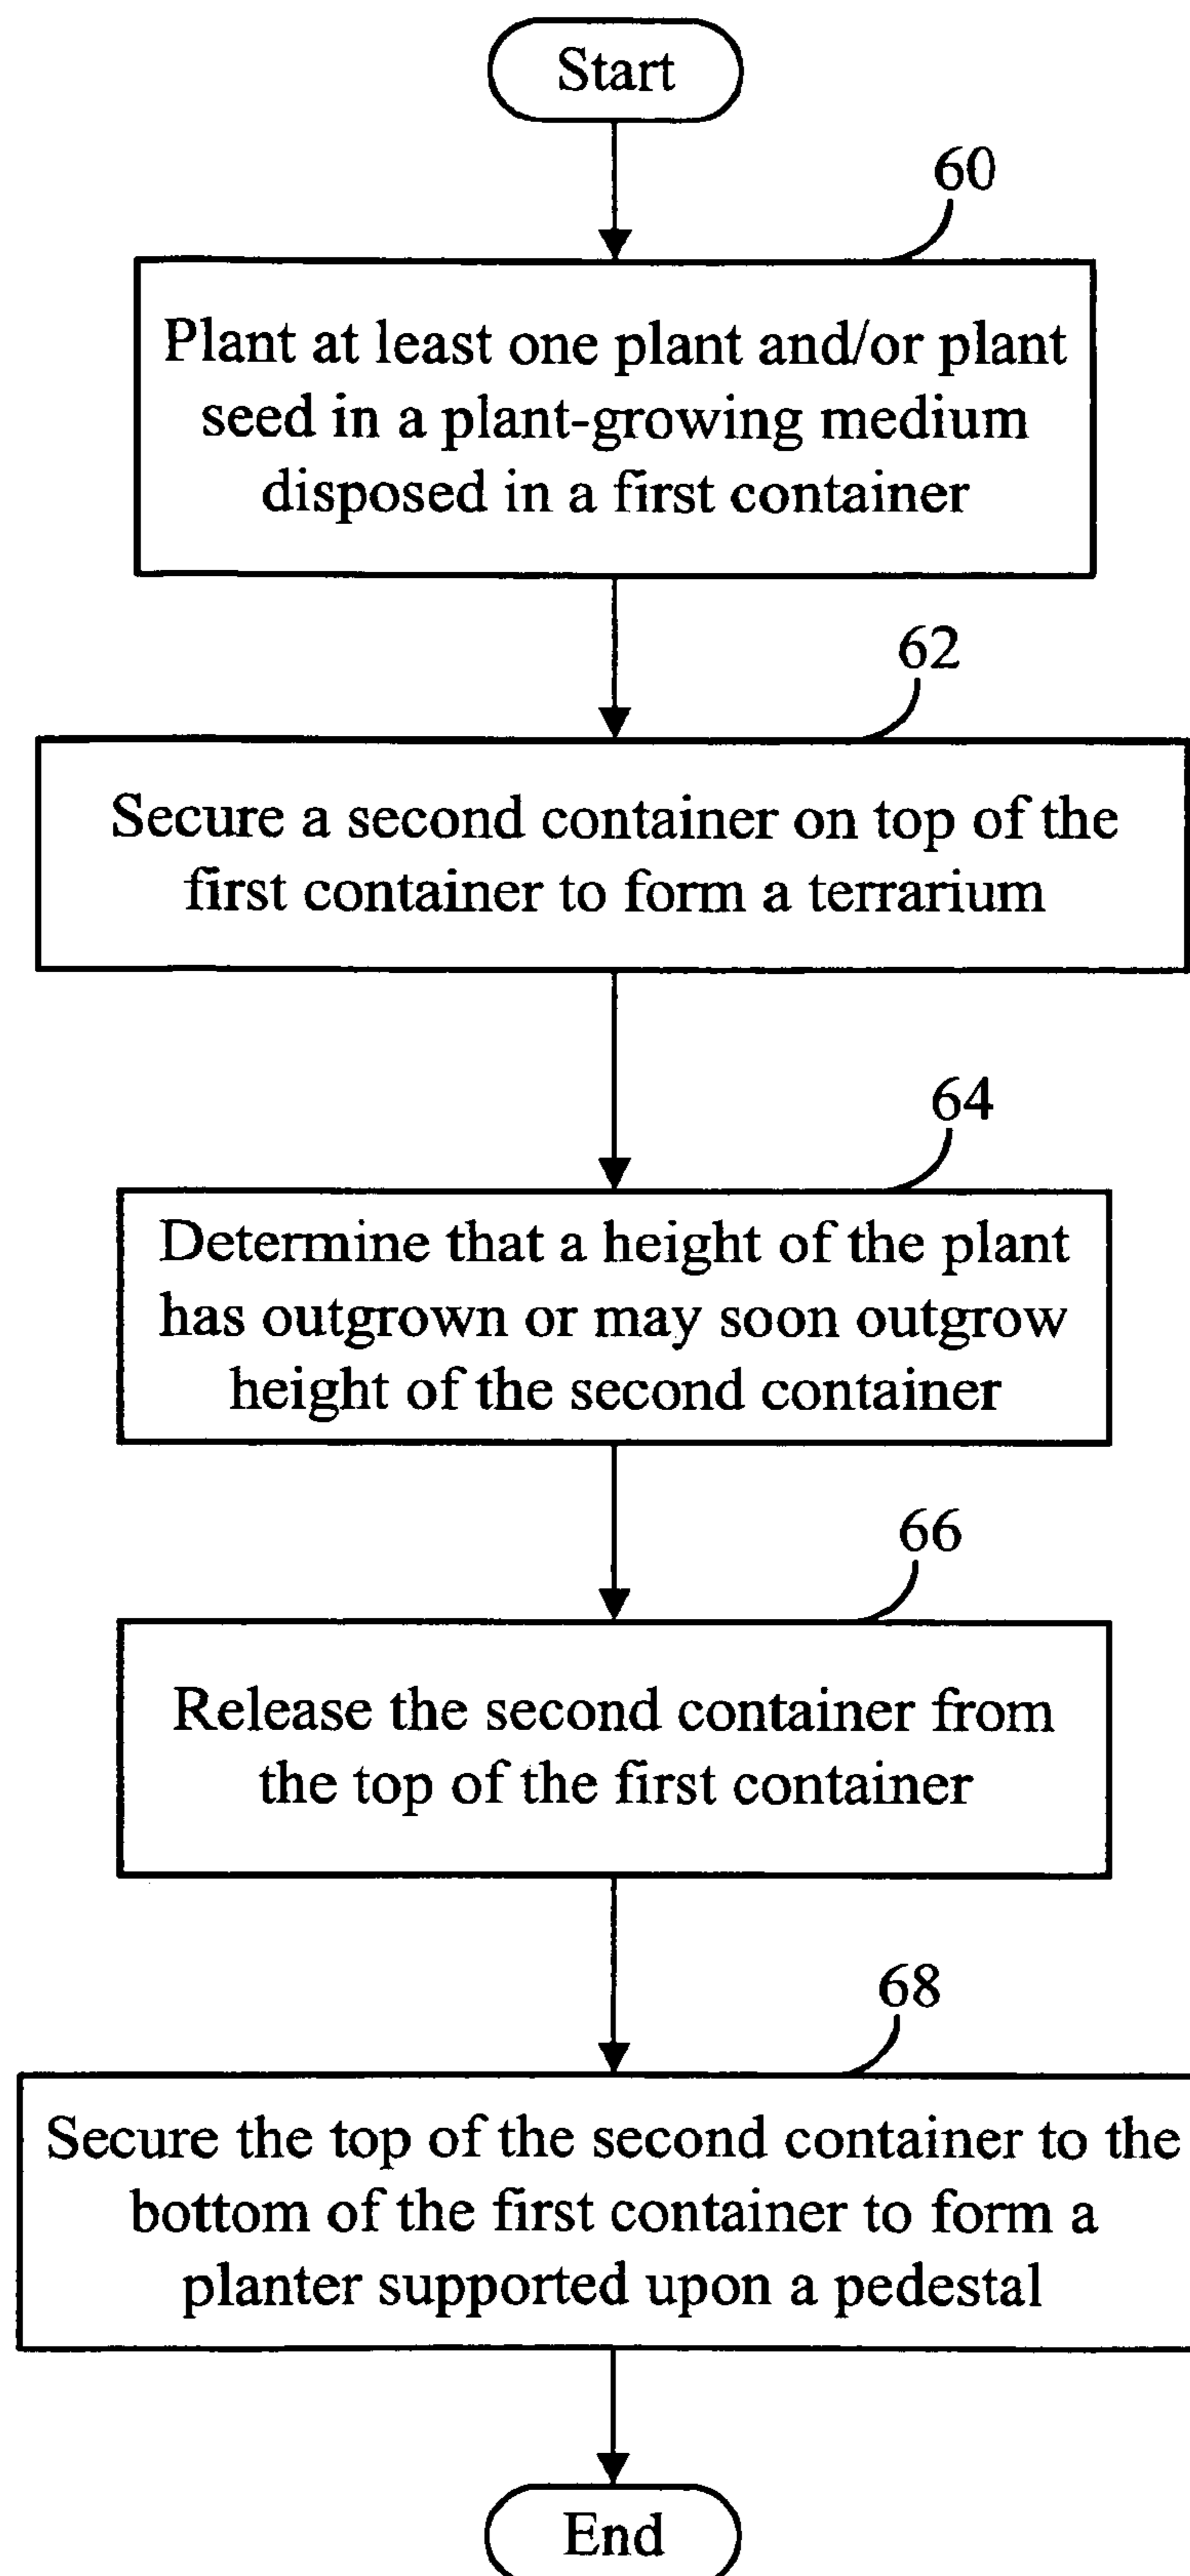 Start
60
Plant at least one plant and/or plant
seed in a plant-growing medium
disposed in a first container
62
Secure a second container on top of the
first container to form a terrarium
64
Determine that a height of the plant
has outgrown or may soon outgrow
height of the second container
66
Release the second container from
the top of the first container
68
Secure the top of the second container to the
bottom of the first container to form a
planter supported upon a pedestal
End